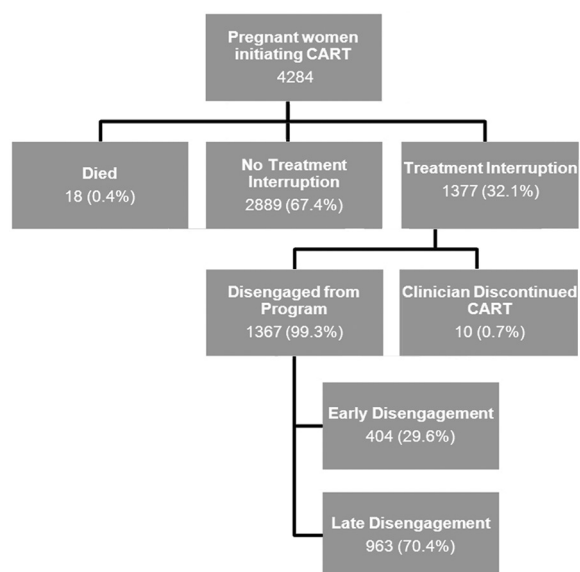 Pregnant women
initiating CART
4284
Died
18 (0.4%)
No Treatment
Interruption
2889 (67.4%)
Treatment Interruption
1377 (32.1%)
Disengaged from
Program
1367 (99.3%)
Clinician Discontinued
CART
10 (0.7%)
Early Disengagement
404 (29.6%)
Late Disengagement
963 (70.4%)